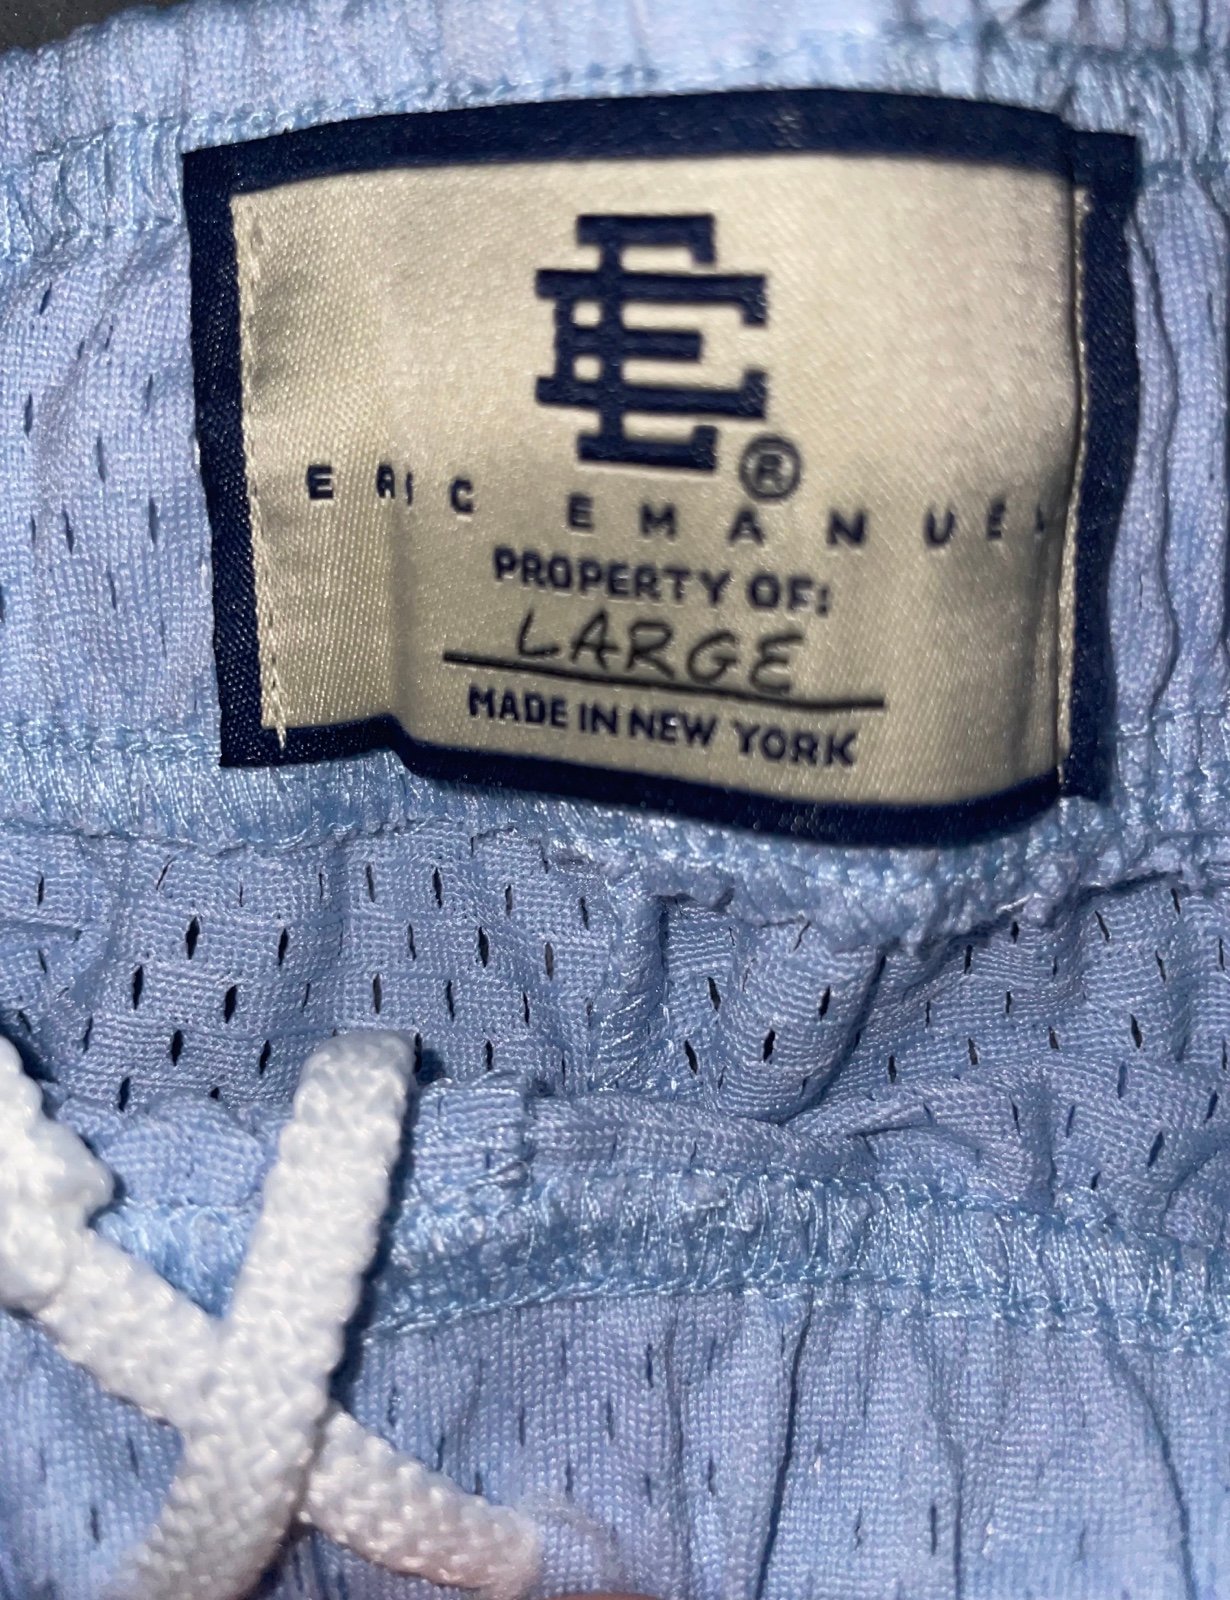 EE®
ERIC EMANUEL
PROPERTY OF:
LARGE
MADE IN NEW YORK